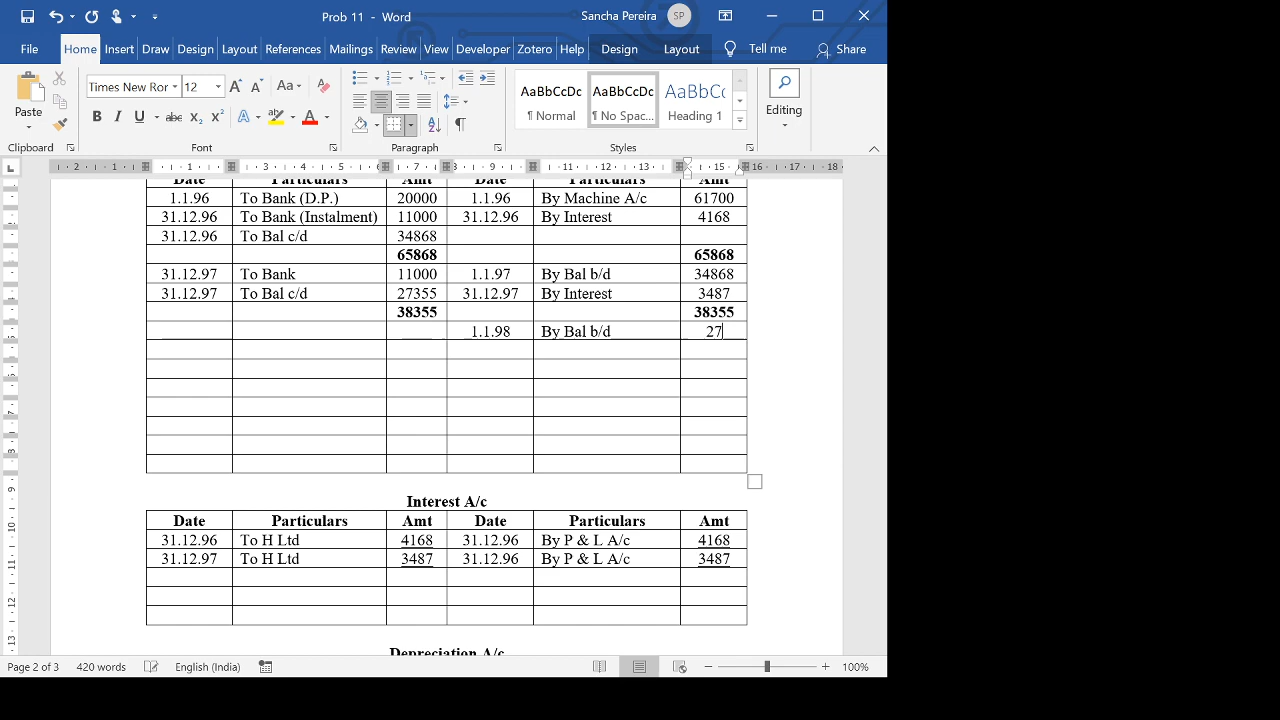 Prob 11 - Word
Sancha Pereira
SP
File Home Insert Draw Design Layout References Mailings Review View Developer Zotero Help Design Layout Tell me Share
Paste
Clipboard
Times New Ror 12
Font
Paragraph
AaBbCcDc AaBbCcDc AaBbCc
¶ Normal ¶ No Spac... Heading 1
Styles
Editing
Date Particulars Amt Date Particulars Amt
1.1.96 To Bank (D.P.) 20000 1.1.96 By Machine A/c 61700
31.12.96 To Bank (Instalment) 11000 31.12.96 By Interest 4168
31.12.96 To Bal c/d 34868
65868 65868
31.12.97 To Bank 11000 1.1.97 By Bal b/d 34868
31.12.97 To Bal c/d 27355 31.12.97 By Interest 3487
38355 38355
1.1.98 By Bal b/d 27
Interest A/c
Date Particulars Amt Date Particulars Amt
31.12.96 To H Ltd 4168 31.12.96 By P & L A/c 4168
31.12.97 To H Ltd 3487 31.12.96 By P & L A/c 3487
Depreciation A/c
Page 2 of 3 420 words English (India) 100%